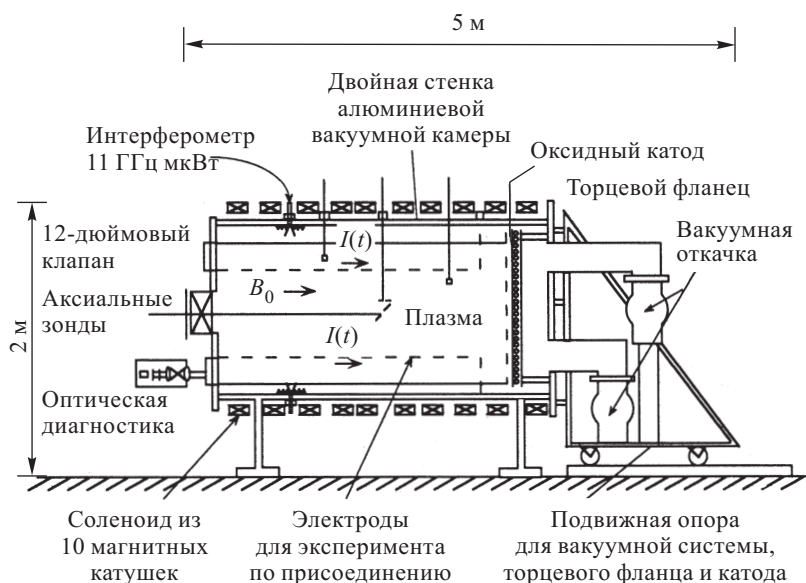 5 м
Двойная стенка
алюминиевой
вакуумной камеры
Интерферометр
11 ГГц мкВт
Оксидный катод
Торцевой фланец
12-дюймовый
клапан
Вакуумная
откачка
I(t)
B₀
Аксиальные
зонды
Плазма
I(t)
2 м
Оптическая
диагностика
Соленоид из
10 магнитных
катушек
Электроды
для эксперимента
по присоединению
Подвижная опора
для вакуумной системы,
торцевого фланца и катода